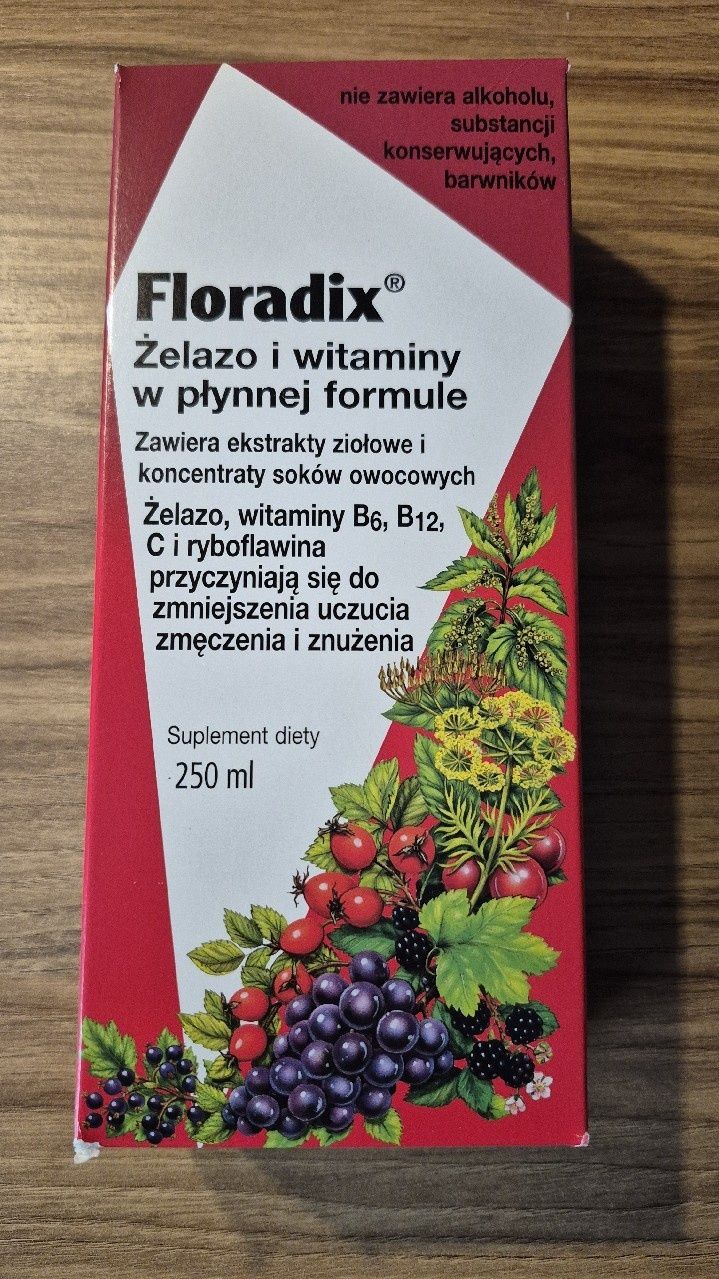 nie zawiera alkoholu,
substancji
konserwujących,
barwników
Floradix®
Żelazo i witaminy
w płynnej formule
Zawiera ekstrakty ziołowe i
koncentraty soków owocowych
Żelazo, witaminy B6, B12,
C i ryboflawina
przyczyniają się do
zmniejszenia uczucia
zmęczenia i znużenia
Suplement diety
250 ml